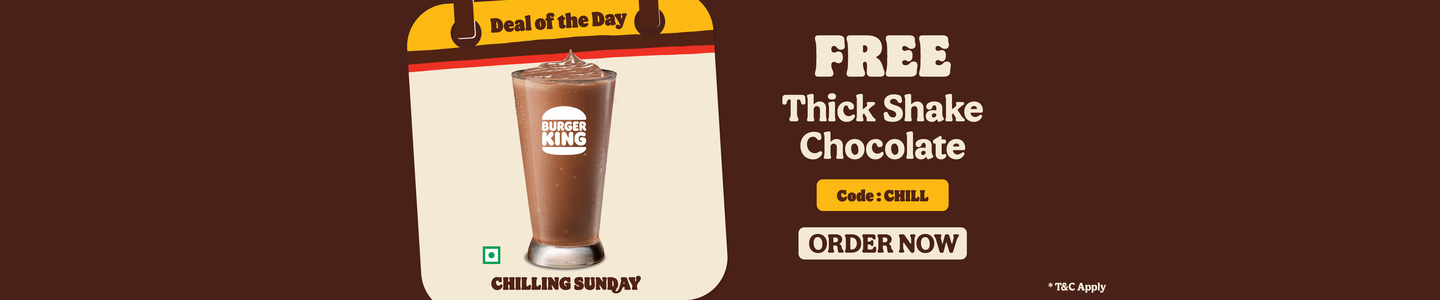 Deal of the Day
BURGER
KING
CHILLING SUNDAY
FREE
Thick Shake
Chocolate
Code : CHILL
ORDER NOW
* T&C Apply